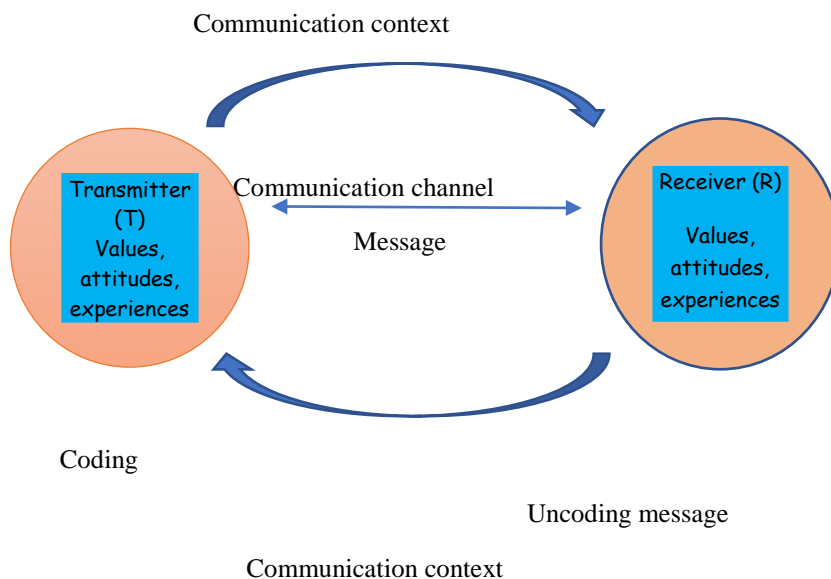 Communication context
Transmitter
(T)
Values,
attitudes,
experiences
Communication channel
Message
Receiver (R)
Values,
attitudes,
experiences
Coding
Uncoding message
Communication context